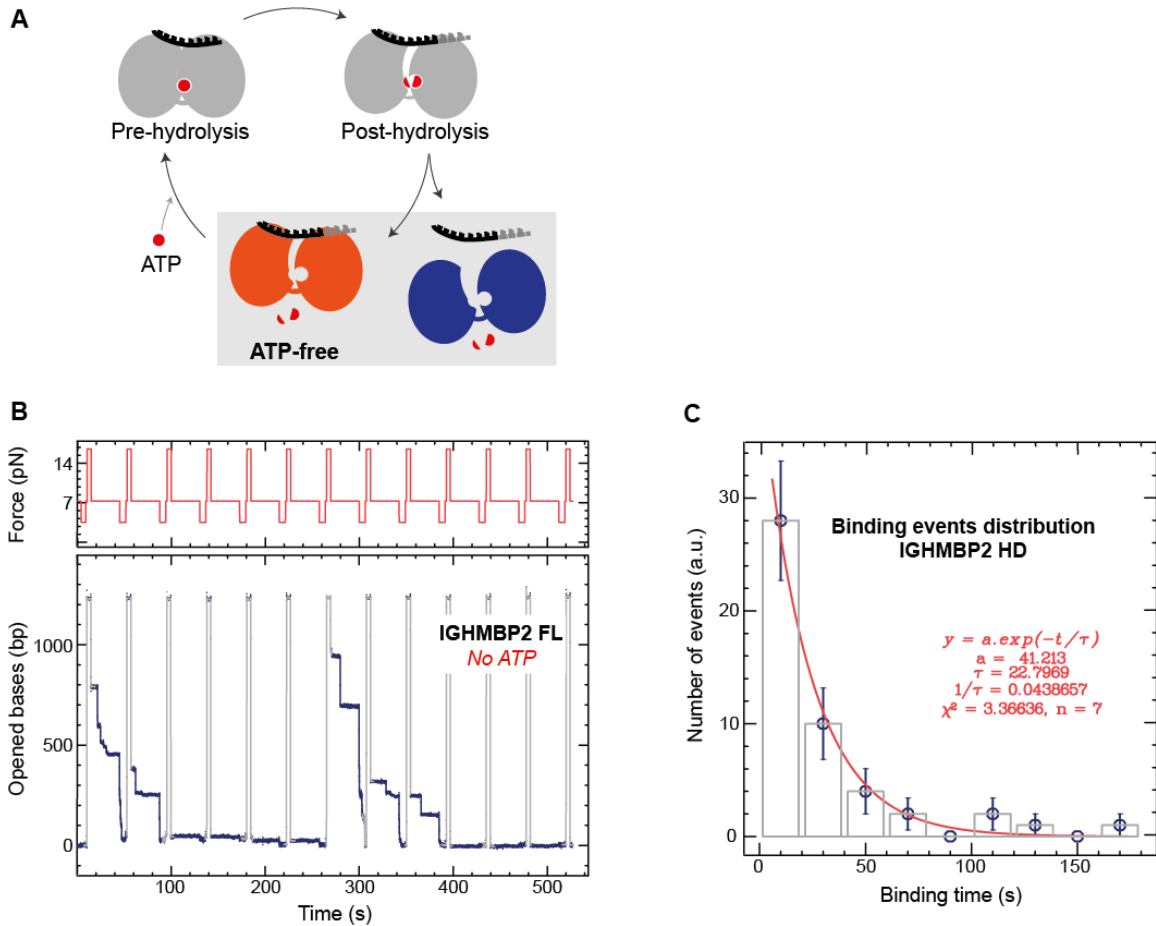 A
Pre-hydrolysis
Post-hydrolysis
ATP
ATP-free
B
Force (pN)
14
7
Opened bases (bp)
1000
500
0
IGHMBP2 FL
No ATP
100
200
300
400
500
Time (s)
C
Number of events (a.u.)
30
20
10
0
Binding events distribution
IGHMBP2 HD
y = a.exp(-t/τ)
a = 41.213
τ = 22.7969
1/τ = 0.0438657
χ² = 3.36636, n = 7
0
50
100
150
Binding time (s)